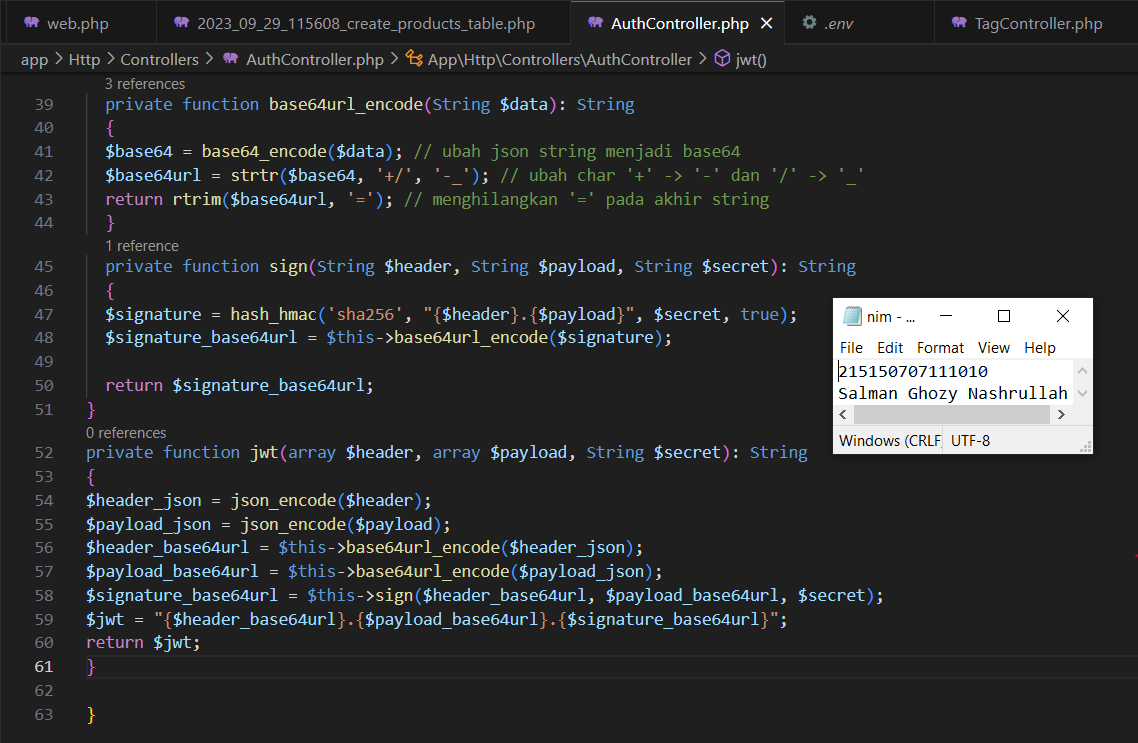 web.php 2023_09_29_115608_create_products_table.php AuthController.php .env TagController.php
app > Http > Controllers > AuthController.php > App\Http\Controllers\AuthController > jwt()
3 references
39 private function base64url_encode(String $data): String
40 {
41 $base64 = base64_encode($data); // ubah json string menjadi base64
42 $base64url = strtr($base64, '+/', '-_'); // ubah char '+' -> '-' dan '/' -> '_'
43 return rtrim($base64url, '='); // menghilangkan '=' pada akhir string
44 }
1 reference
45 private function sign(String $header, String $payload, String $secret): String
46 {
47 $signature = hash_hmac('sha256', "{$header}.{$payload}", $secret, true);
48 $signature_base64url = $this->base64url_encode($signature);
49
50 return $signature_base64url;
51 }
0 references
52 private function jwt(array $header, array $payload, String $secret): String
53 {
54 $header_json = json_encode($header);
55 $payload_json = json_encode($payload);
56 $header_base64url = $this->base64url_encode($header_json);
57 $payload_base64url = $this->base64url_encode($payload_json);
58 $signature_base64url = $this->sign($header_base64url, $payload_base64url, $secret);
59 $jwt = "{$header_base64url}.{$payload_base64url}.{$signature_base64url}";
60 return $jwt;
61 }
62
63 }
nim - ...
File Edit Format View Help
215150707111010
Salman Ghozy Nashrullah
Windows (CRLF UTF-8